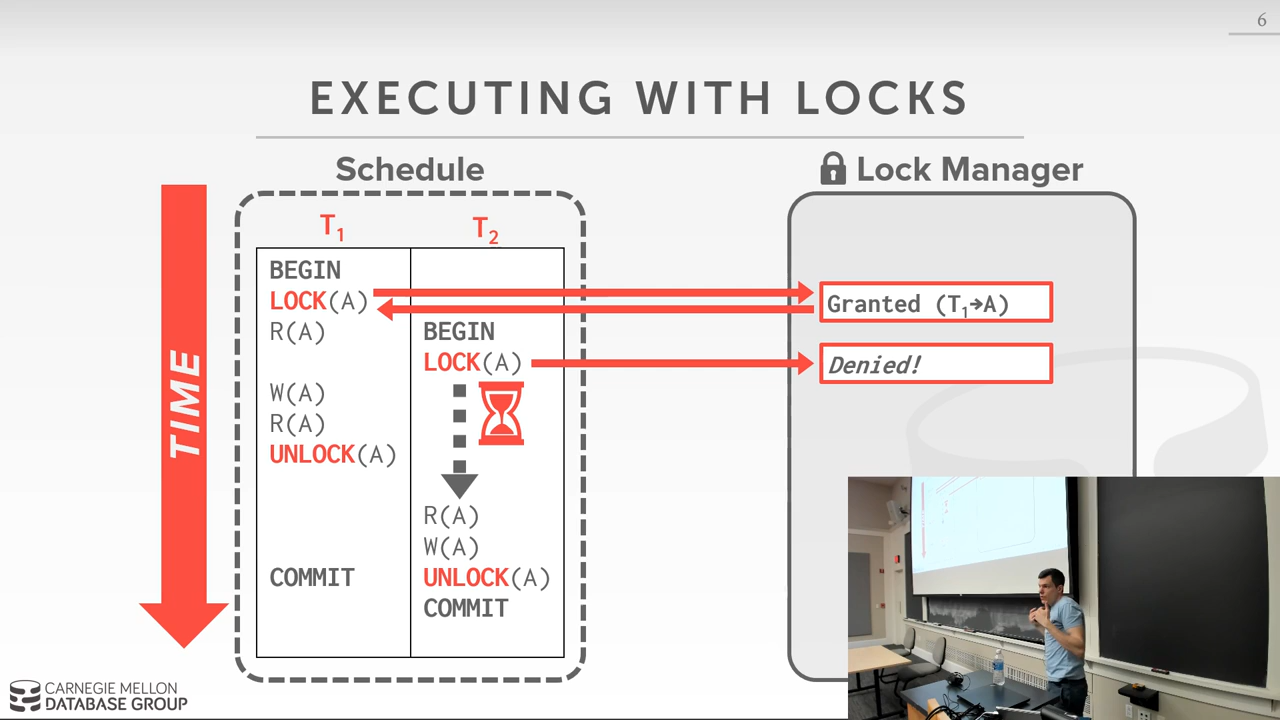 6
EXECUTING WITH LOCKS
Schedule
Lock Manager
TIME
T1
T2
BEGIN
LOCK(A)
Granted (T1→A)
R(A)
BEGIN
LOCK(A)
Denied!
W(A)
R(A)
UNLOCK(A)
R(A)
W(A)
COMMIT
UNLOCK(A)
COMMIT
CARNEGIE MELLON
DATABASE GROUP